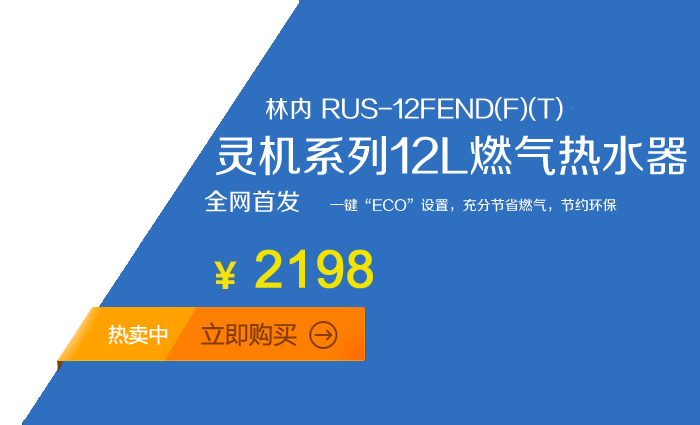 林内 RUS-12FEND(F)(T)
灵机系列12L燃气热水器
全网首发 一键“ECO”设置，充分节省燃气，节约环保
¥ 2198
热卖中 立即购买